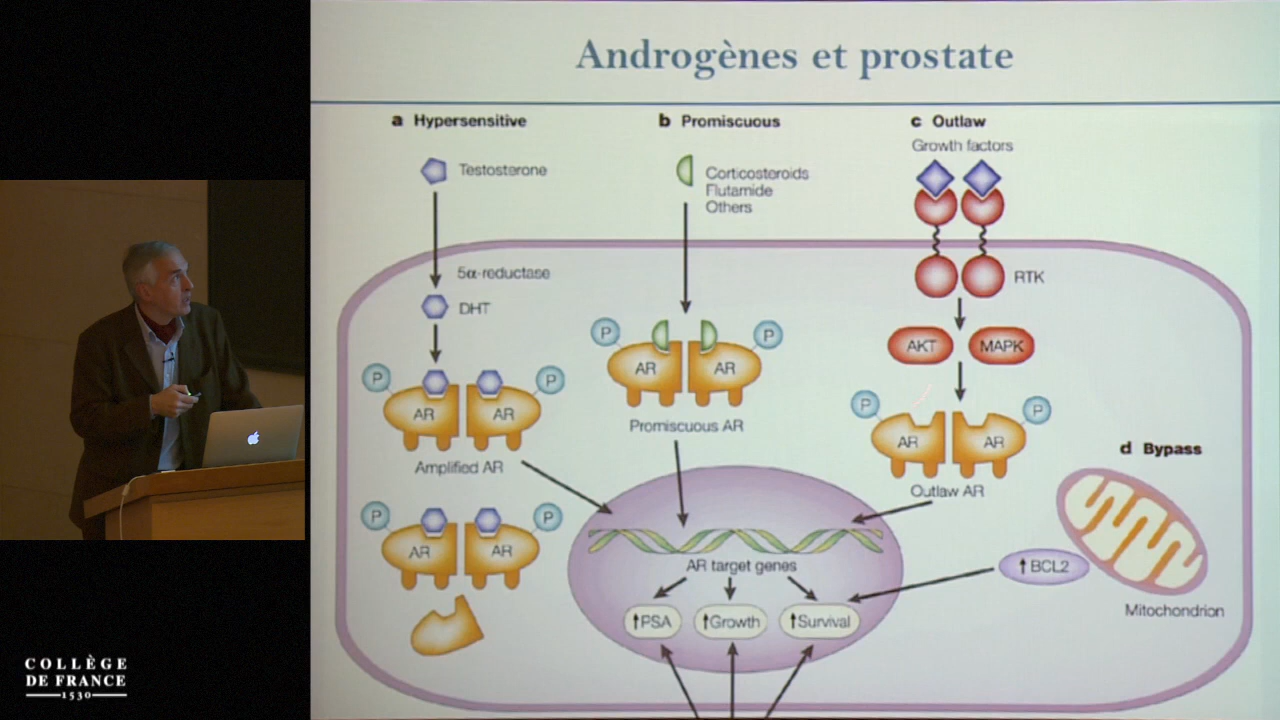 Androgènes et prostate
a Hypersensitive
Testosterone
5α-reductase
DHT
P
P
AR
AR
Amplified AR
P
P
AR
AR
b Promiscuous
Corticosteroids
Flutamide
Others
P
P
AR
AR
Promiscuous AR
c Outlaw
Growth factors
RTK
AKT
MAPK
P
P
AR
AR
Outlaw AR
d Bypass
↑BCL2
Mitochondrion
AR target genes
↑PSA
↑Growth
↑Survival
COLLÈGE
DE FRANCE
1530